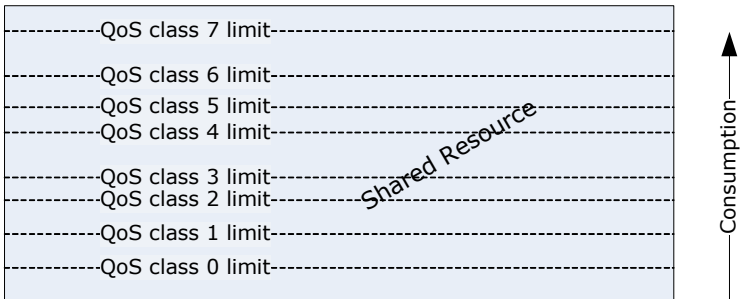 QoS class 7 limit
QoS class 6 limit
QoS class 5 limit
QoS class 4 limit
QoS class 3 limit
QoS class 2 limit
QoS class 1 limit
QoS class 0 limit
Shared Resource
Consumption